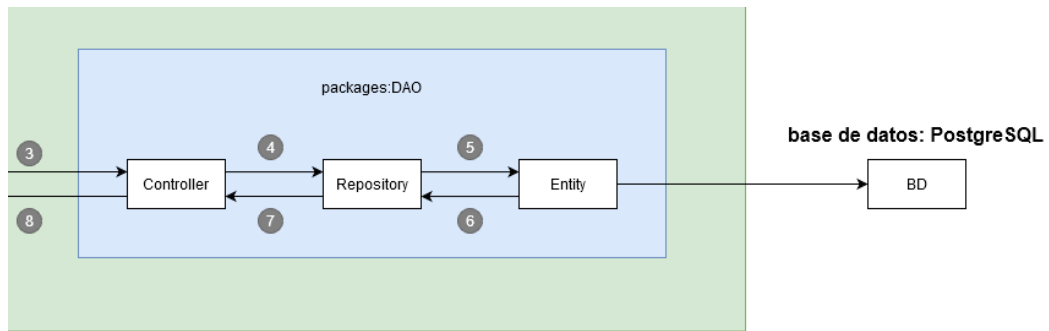 packages:DAO
base de datos: PostgreSQL
3
4
5
Controller
Repository
Entity
BD
8
7
6